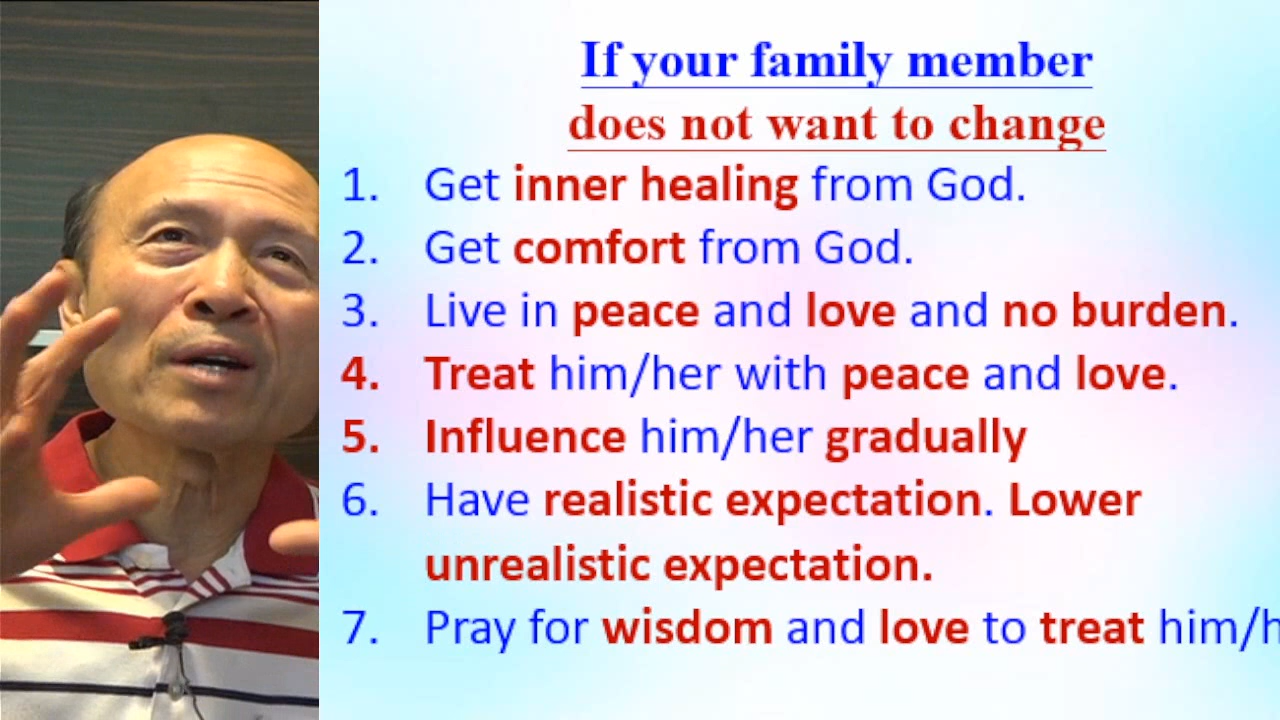 If your family member
does not want to change
1. Get inner healing from God.
2. Get comfort from God.
3. Live in peace and love and no burden.
4. Treat him/her with peace and love.
5. Influence him/her gradually
6. Have realistic expectation. Lower
unrealistic expectation.
7. Pray for wisdom and love to treat him/h